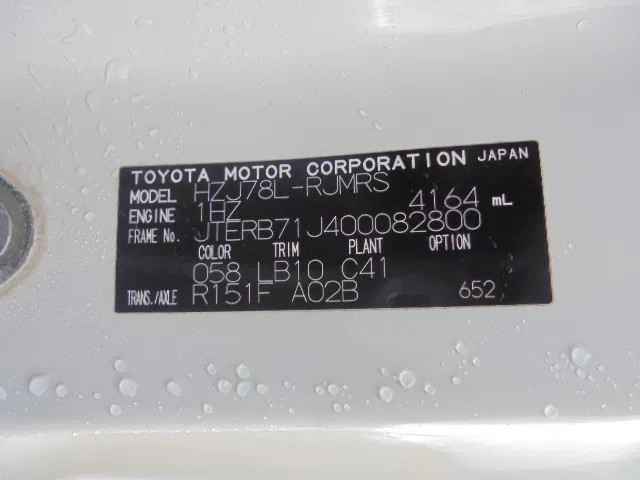 TOYOTA MOTOR CORPORATION JAPAN
MODEL HZJ78L-RJMRS
ENGINE 1HZ 4164 mL
FRAME No. JTERB71J400082800
COLOR TRIM PLANT OPTION
058 LB10 C41
TRANS./AXLE R151F A02B 652